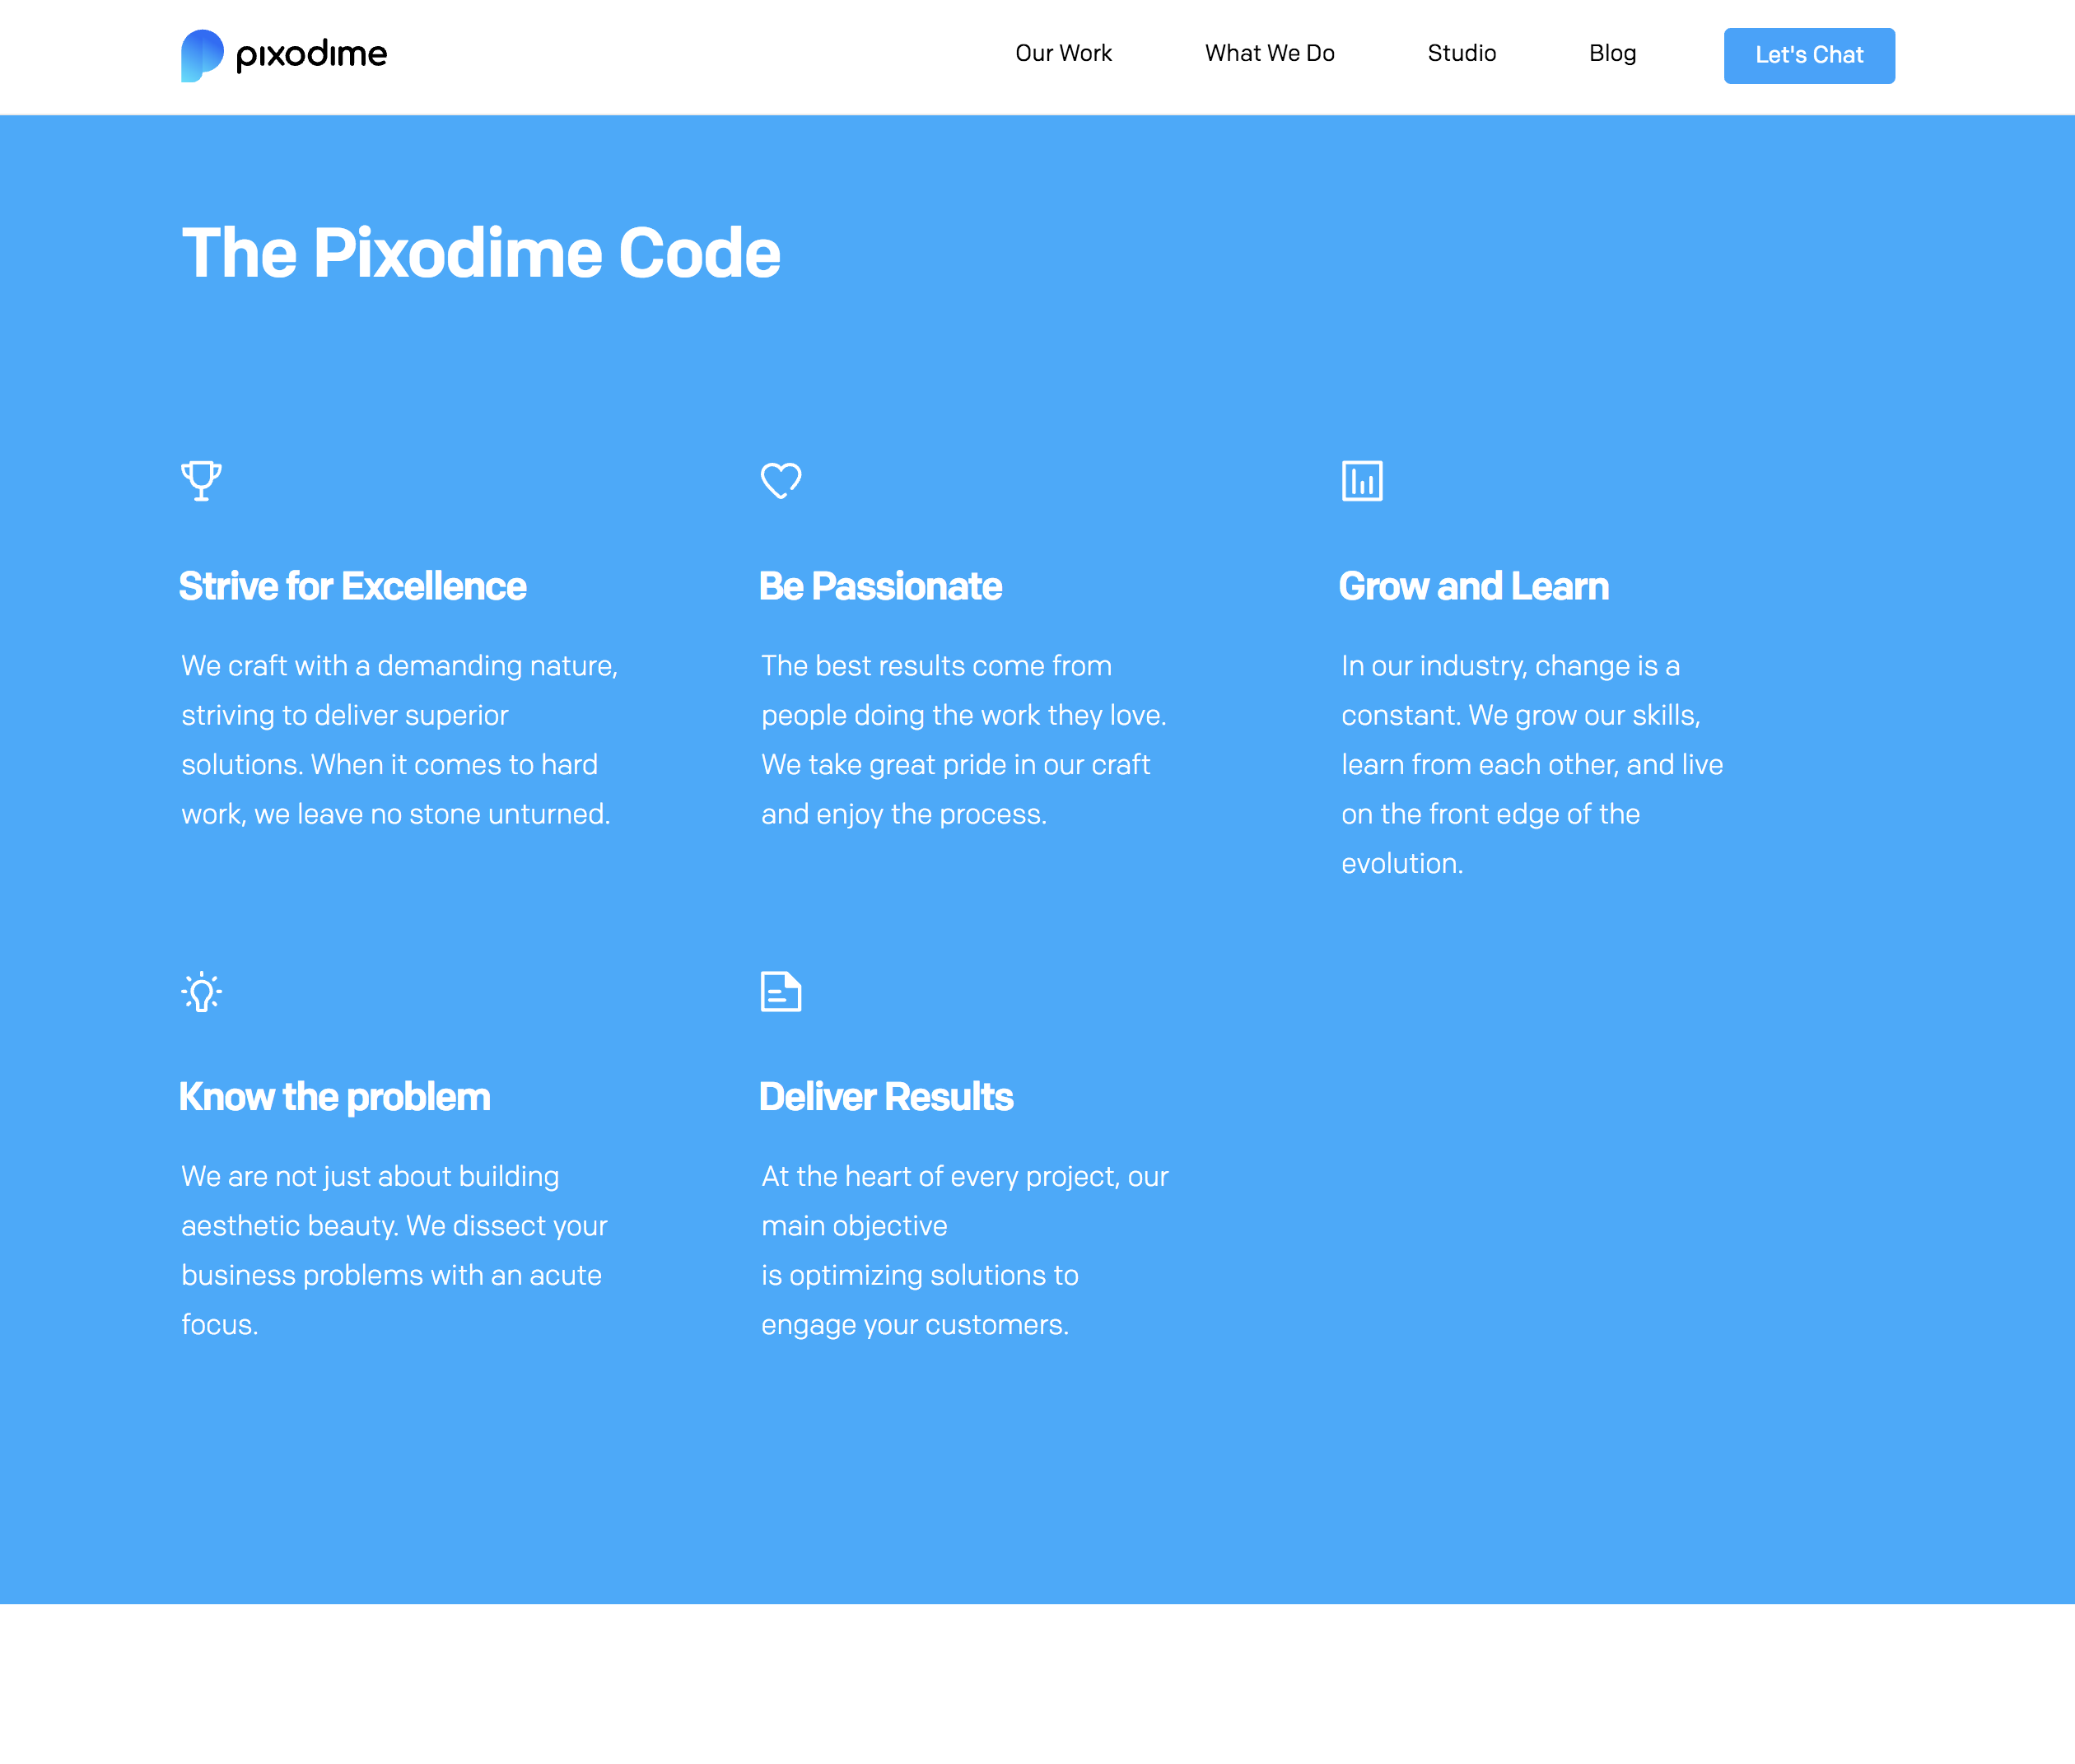 pixodime
Our Work
What We Do
Studio
Blog
Let's Chat
The Pixodime Code
Strive for Excellence
We craft with a demanding nature,
striving to deliver superior
solutions. When it comes to hard
work, we leave no stone unturned.
Be Passionate
The best results come from
people doing the work they love.
We take great pride in our craft
and enjoy the process.
Grow and Learn
In our industry, change is a
constant. We grow our skills,
learn from each other, and live
on the front edge of the
evolution.
Know the problem
We are not just about building
aesthetic beauty. We dissect your
business problems with an acute
focus.
Deliver Results
At the heart of every project, our
main objective
is optimizing solutions to
engage your customers.